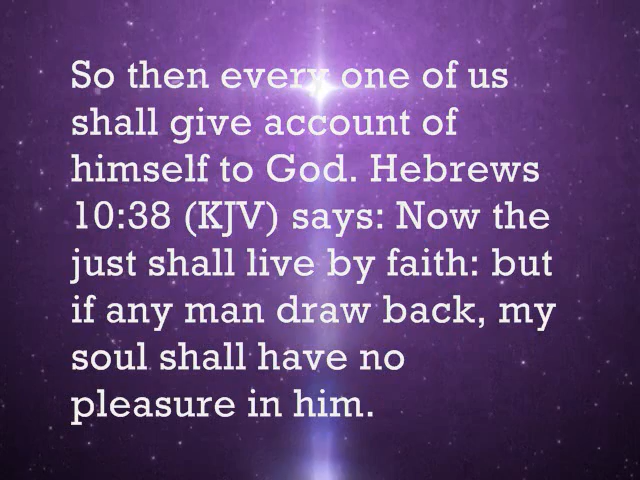 So then every one of us
shall give account of
himself to God. Hebrews
10:38 (KJV) says: Now the
just shall live by faith: but
if any man draw back, my
soul shall have no
pleasure in him.